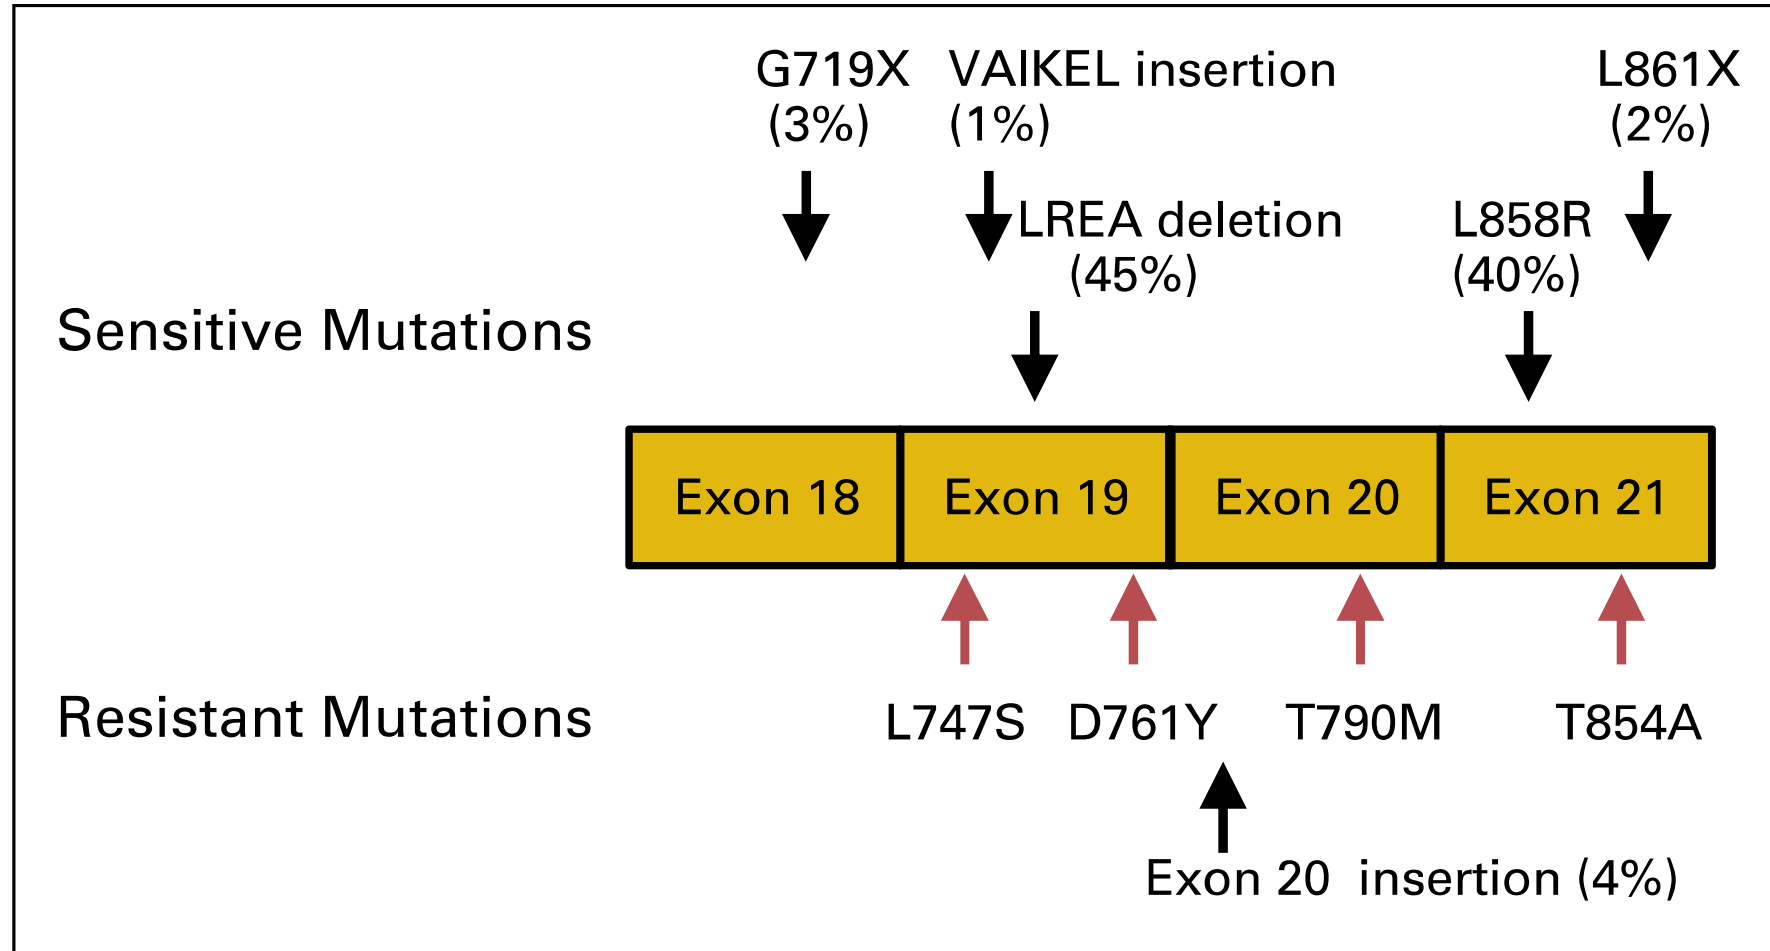 G719X VAIKEL insertion L861X
(3%) (1%) (2%)
LREA deletion L858R
(45%) (40%)
Sensitive Mutations
Exon 18 Exon 19 Exon 20 Exon 21
Resistant Mutations L747S D761Y T790M T854A
Exon 20 insertion (4%)